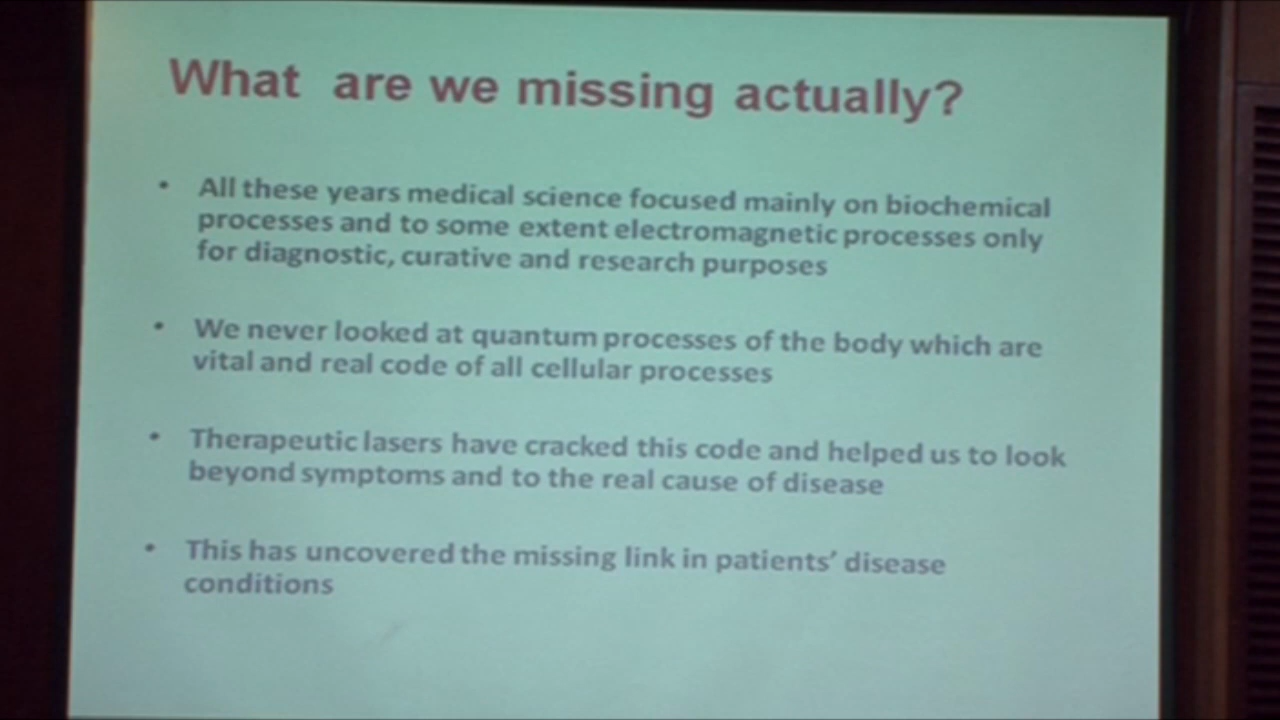 What are we missing actually?
• All these years medical science focused mainly on biochemical
processes and to some extent electromagnetic processes only
for diagnostic, curative and research purposes
• We never looked at quantum processes of the body which are
vital and real code of all cellular processes
• Therapeutic lasers have cracked this code and helped us to look
beyond symptoms and to the real cause of disease
• This has uncovered the missing link in patients’ disease
conditions